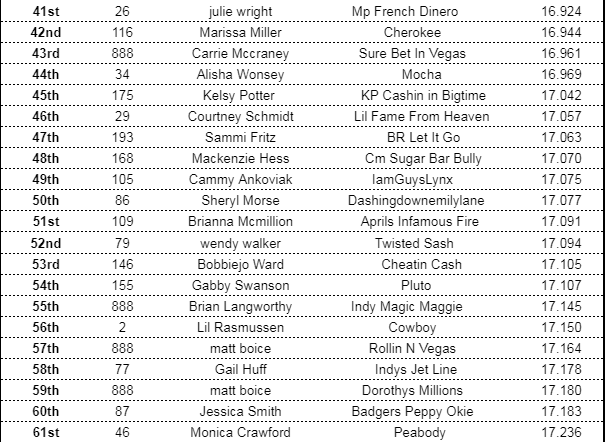 41st 26 julie wright Mp French Dinero 16.924
42nd 116 Marissa Miller Cherokee 16.944
43rd 888 Carrie Mccraney Sure Bet In Vegas 16.961
44th 34 Alisha Wonsey Mocha 16.969
45th 175 Kelsy Potter KP Cashin in Bigtime 17.042
46th 29 Courtney Schmidt Lil Fame From Heaven 17.057
47th 193 Sammi Fritz BR Let It Go 17.063
48th 168 Mackenzie Hess Cm Sugar Bar Bully 17.070
49th 105 Cammy Ankoviak IamGuysLynx 17.075
50th 86 Sheryl Morse Dashingdownemilylane 17.077
51st 109 Brianna Mcmillion Aprils Infamous Fire 17.091
52nd 79 wendy walker Twisted Sash 17.094
53rd 146 Bobbiejo Ward Cheatin Cash 17.105
54th 155 Gabby Swanson Pluto 17.107
55th 888 Brian Langworthy Indy Magic Maggie 17.145
56th 2 Lil Rasmussen Cowboy 17.150
57th 888 matt boice Rollin N Vegas 17.164
58th 77 Gail Huff Indys Jet Line 17.178
59th 888 matt boice Dorothys Millions 17.180
60th 87 Jessica Smith Badgers Peppy Okie 17.183
61st 46 Monica Crawford Peabody 17.236